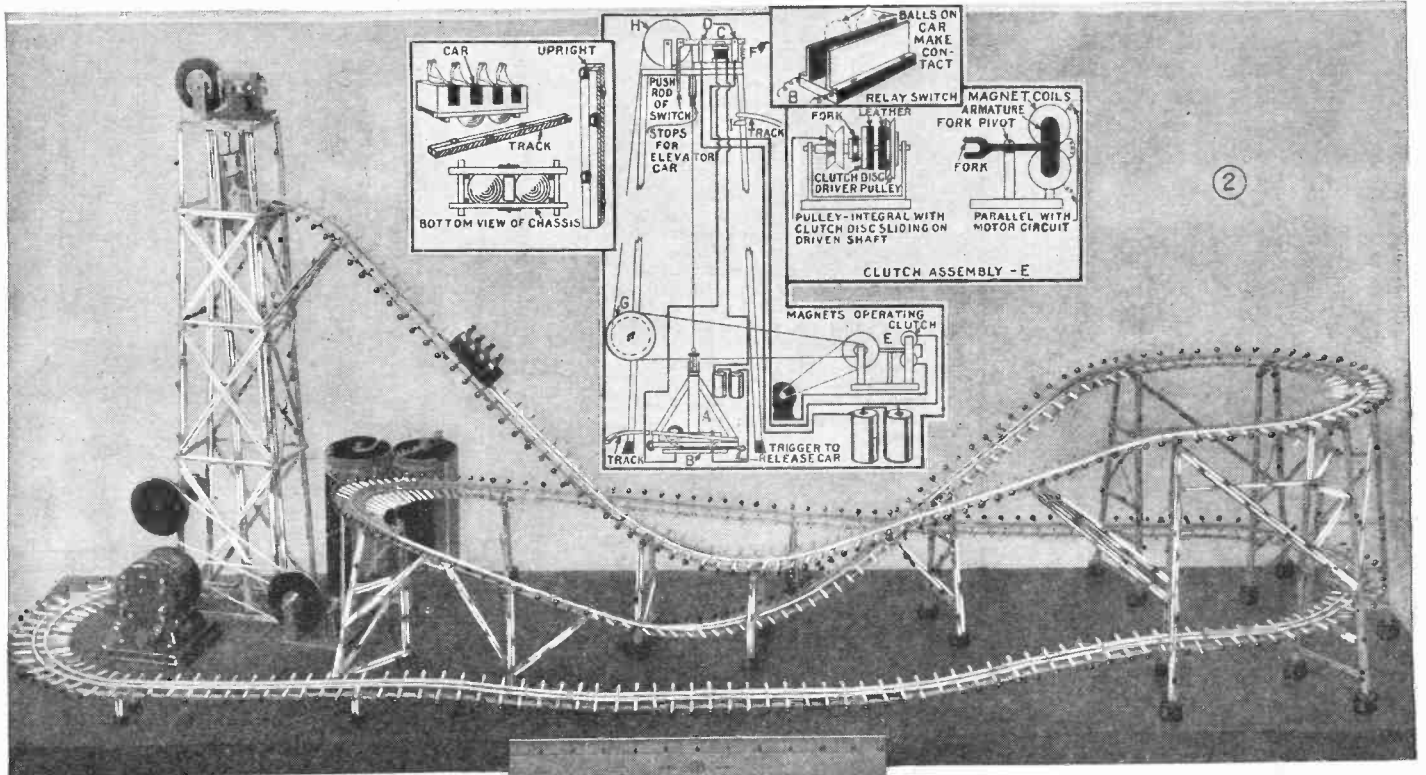 CAR
UPRIGHT
TRACK
BOTTOM VIEW OF CHASSIS
H
D
C
F
PUSH
ROD
OF
SWITCH
STOPS
FOR
ELEVATOR
CAR
TRACK
G
A
B
TRACK
TRIGGER TO
RELEASE CAR
MAGNETS OPERATING
CLUTCH
E
BALLS ON
CAR
MAKE
CON-
TACT
B
RELAY SWITCH
FORK
LEATHER
CLUTCH DISC
DRIVER PULLEY
PULLEY-INTEGRAL WITH
CLUTCH DISC SLIDING ON
DRIVEN SHAFT
MAGNET COILS
ARMATURE
FORK PIVOT
FORK
PARALLEL WITH
MOTOR CIRCUIT
CLUTCH ASSEMBLY - E
2